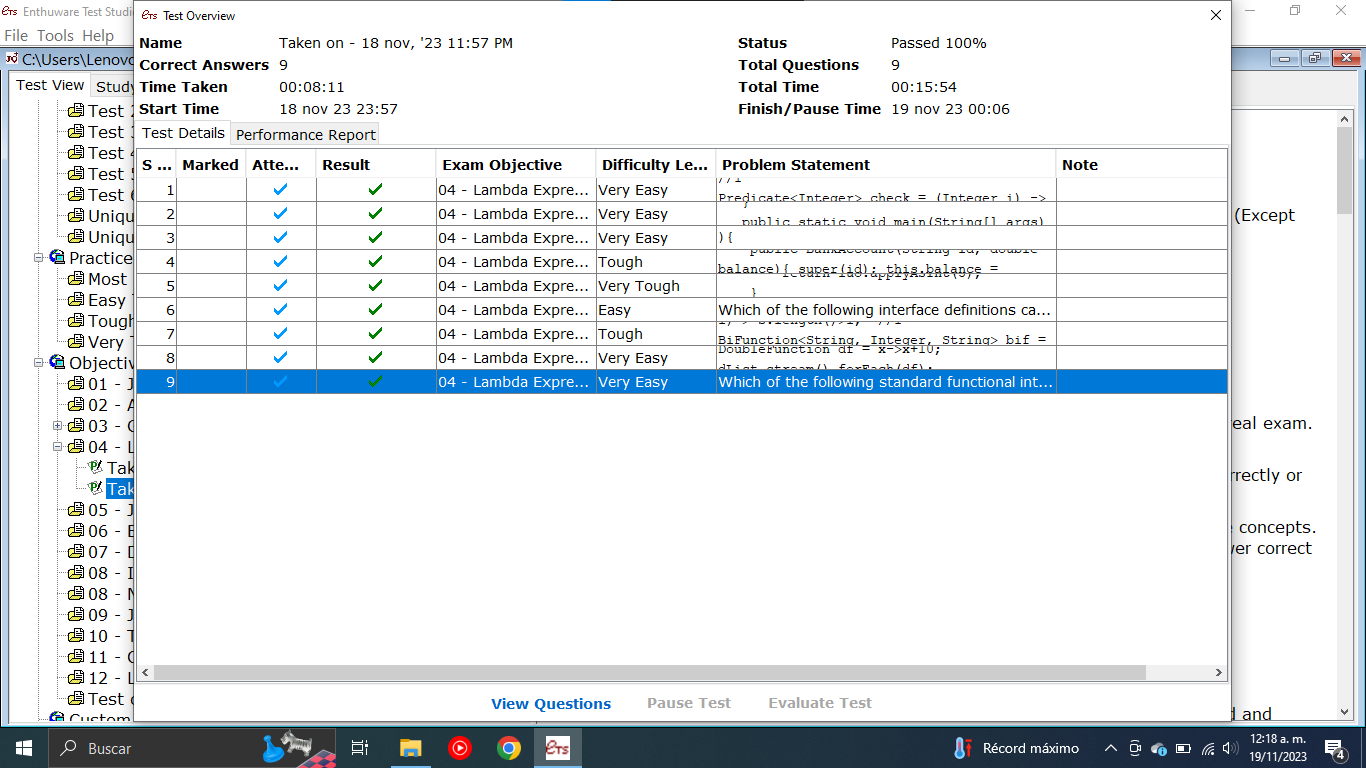 Enthuware Test Studi
Test Overview
File Tools Help
C:\Users\Lenovo
Name Taken on - 18 nov, '23 11:57 PM Status Passed 100%
Correct Answers 9 Total Questions 9
Time Taken 00:08:11 Total Time 00:15:54
Start Time 18 nov 23 23:57 Finish/Pause Time 19 nov 23 00:06
Test View Study
Test Details Performance Report
S ... Marked Atte... Result Exam Objective Difficulty Le... Problem Statement Note
1 04 - Lambda Expre... Very Easy Predicate<Integer> check = (Integer i) ->
2 04 - Lambda Expre... Very Easy public static void main(String[] args)
3 04 - Lambda Expre... Very Easy ){
4 04 - Lambda Expre... Tough public BankAccount(String id, double
balance){ super(id); this.balance =
5 04 - Lambda Expre... Very Tough }
6 04 - Lambda Expre... Easy Which of the following interface definitions ca...
7 04 - Lambda Expre... Tough BiFunction<String, Integer, String> bif =
8 04 - Lambda Expre... Very Easy DoubleFunction df = x->x+10;
dList.stream().forEach(df);
9 04 - Lambda Expre... Very Easy Which of the following standard functional int...
Test 2
Test 3
Test 4
Test 5
Test 6
Uniqu
Uniqu
Practice
Most
Easy
Tough
Very
Objectiv
01 - J
02 - A
03 - C
04 - L
Tak
Tak
05 - J
06 - E
07 - D
08 - I
08 - N
09 - J
10 - T
11 - C
12 - L
Test
Custom
(Except
eal exam.
rrectly or
concepts.
ver correct
d and
View Questions Pause Test Evaluate Test
Buscar
ETS
Récord máximo
12:18 a. m.
19/11/2023
4